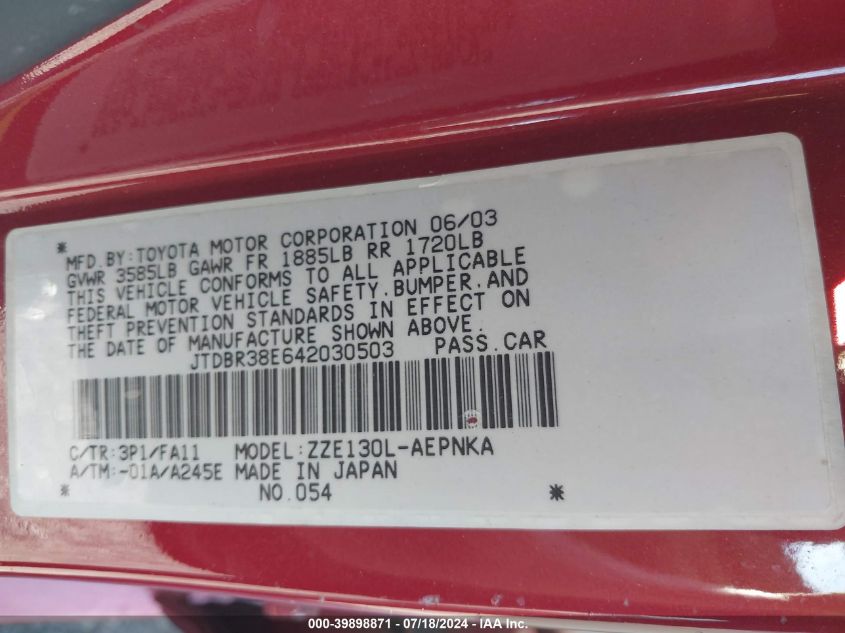 * MFD.BY:TOYOTA MOTOR CORPORATION 06/03
GVWR 3585LB GAWR FR 1885LB RR 1720LB
THIS VEHICLE CONFORMS TO ALL APPLICABLE
FEDERAL MOTOR VEHICLE SAFETY,BUMPER,AND
THEFT PREVENTION STANDARDS IN EFFECT ON
THE DATE OF MANUFACTURE SHOWN ABOVE.
JTDBR38E642030503 PASS.CAR
C/TR:3P1/FA11 MODEL:ZZE130L-AEPNKA
A/TM:-01A/A245E MADE IN JAPAN
* NO.054 *
000-39898871 / 07/18/2024 - © IAA Inc.